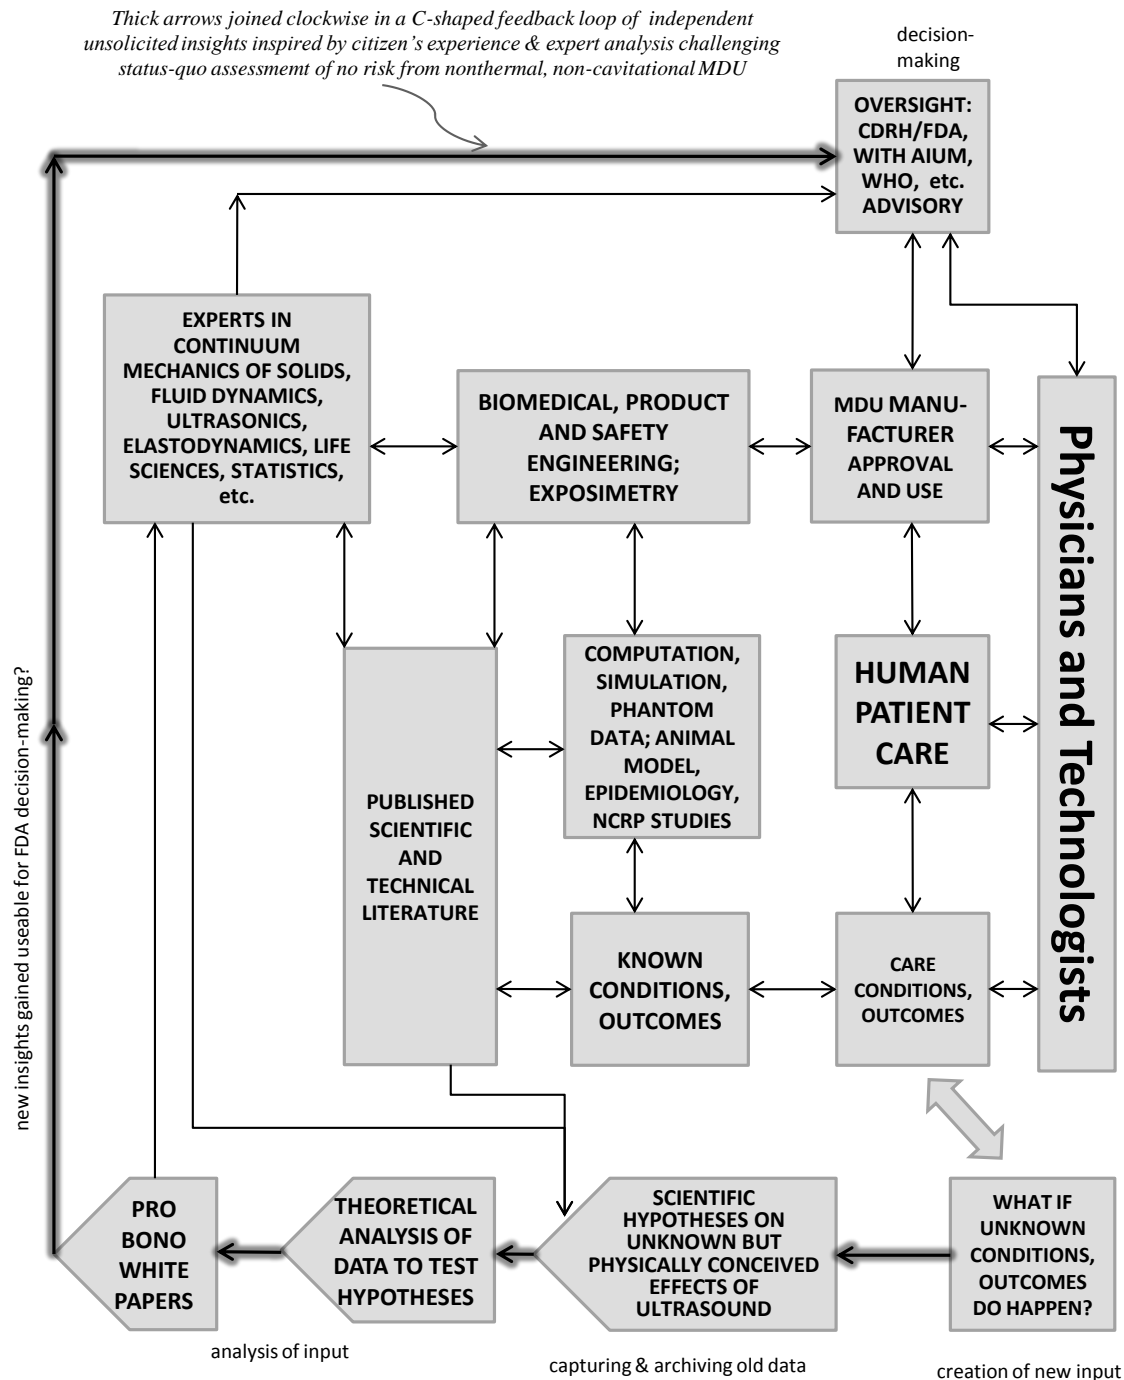 Thick arrows joined clockwise in a C-shaped feedback loop of independent
unsolicited insights inspired by citizen’s experience & expert analysis challenging
status-quo assessmemt of no risk from nonthermal, non-cavitational MDU
decision-
making
OVERSIGHT:
CDRH/FDA,
WITH AIUM,
WHO, etc.
ADVISORY
EXPERTS IN
CONTINUUM
MECHANICS OF SOLIDS,
FLUID DYNAMICS,
ULTRASONICS,
ELASTODYNAMICS, LIFE
SCIENCES, STATISTICS,
etc.
BIOMEDICAL, PRODUCT
AND SAFETY
ENGINEERING;
EXPOSIMETRY
MDU MANU-
FACTURER
APPROVAL
AND USE
Physicians and Technologists
PUBLISHED
SCIENTIFIC
AND
TECHNICAL
LITERATURE
COMPUTATION,
SIMULATION,
PHANTOM
DATA; ANIMAL
MODEL,
EPIDEMIOLOGY,
NCRP STUDIES
HUMAN
PATIENT
CARE
KNOWN
CONDITIONS,
OUTCOMES
CARE
CONDITIONS,
OUTCOMES
new insights gained useable for FDA decision-making?
PRO
BONO
WHITE
PAPERS
THEORETICAL
ANALYSIS OF
DATA TO TEST
HYPOTHESES
SCIENTIFIC
HYPOTHESES ON
UNKNOWN BUT
PHYSICALLY CONCEIVED
EFFECTS OF
ULTRASOUND
WHAT IF
UNKNOWN
CONDITIONS,
OUTCOMES
DO HAPPEN?
analysis of input
capturing & archiving old data
creation of new input